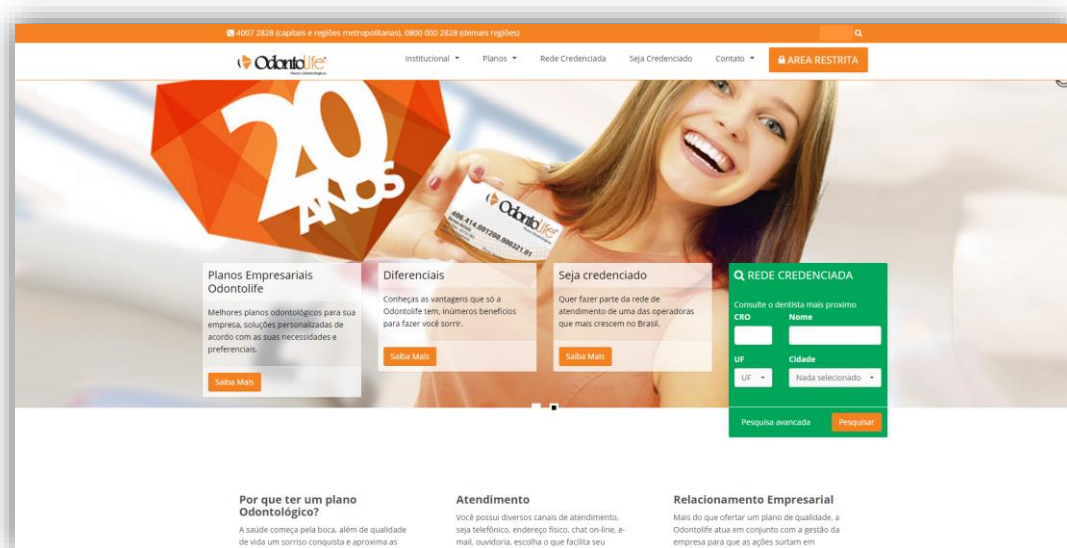 4007 2828 (capitais e regiões metropolitanas), 0800 000 2828 (demais regiões)
Odontolife
Planos Odontológicos
Institucional
Planos
Rede Credenciada
Seja Credenciado
Contato
AREA RESTRITA
20
ANOS
Odontolife
406.414.001200.000321.01
Planos Empresariais
Odontolife
Melhores planos odontológicos para sua
empresa, soluções personalizadas de
acordo com as suas necessidades e
preferenciais.
Saiba Mais
Diferenciais
Conheças as vantagens que só a
Odontolife tem, inúmeros benefícios
para fazer você sorrir.
Saiba Mais
Seja credenciado
Quer fazer parte da rede de
atendimento de uma das operadoras
que mais crescem no Brasil.
Saiba Mais
REDE CREDENCIADA
Consulte o dentista mais proximo
CRO Nome
UF Cidade
UF Nada selecionado
Pesquisa avancada Pesquisar
Por que ter um plano
Odontológico?
A saúde começa pela boca, além de qualidade
de vida um sorriso conquista e aproxima as
Atendimento
Você possui diversos canais de atendimento,
seja telefônico, endereço físico, chat on-line, e-
mail, ouvidoria, escolha o que facilita seu
Relacionamento Empresarial
Mais do que ofertar um plano de qualidade, a
Odontolife atua em conjunto com a gestão da
empresa para que as ações surtam em